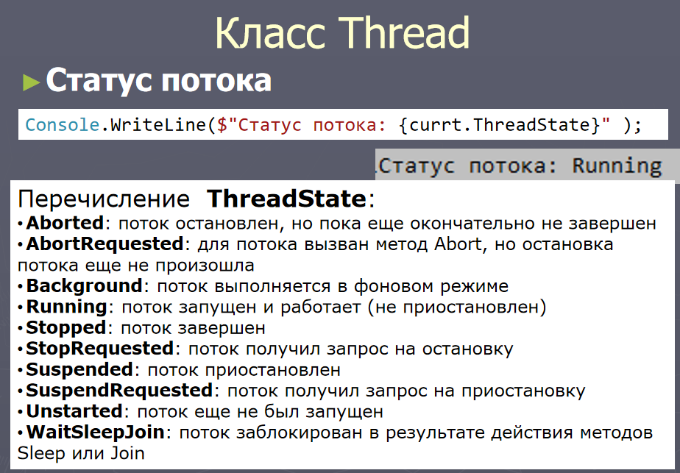 Класс Thread
►Статус потока
Console.WriteLine($"Статус потока: {currt.ThreadState}" );
Статус потока: Running
Перечисление ThreadState:
• Aborted: поток остановлен, но пока еще окончательно не завершен
• AbortRequested: для потока вызван метод Abort, но остановка
потока еще не произошла
• Background: поток выполняется в фоновом режиме
• Running: поток запущен и работает (не приостановлен)
• Stopped: поток завершен
• StopRequested: поток получил запрос на остановку
• Suspended: поток приостановлен
• SuspendRequested: поток получил запрос на приостановку
• Unstarted: поток еще не был запущен
• WaitSleepJoin: поток заблокирован в результате действия методов
Sleep или Join